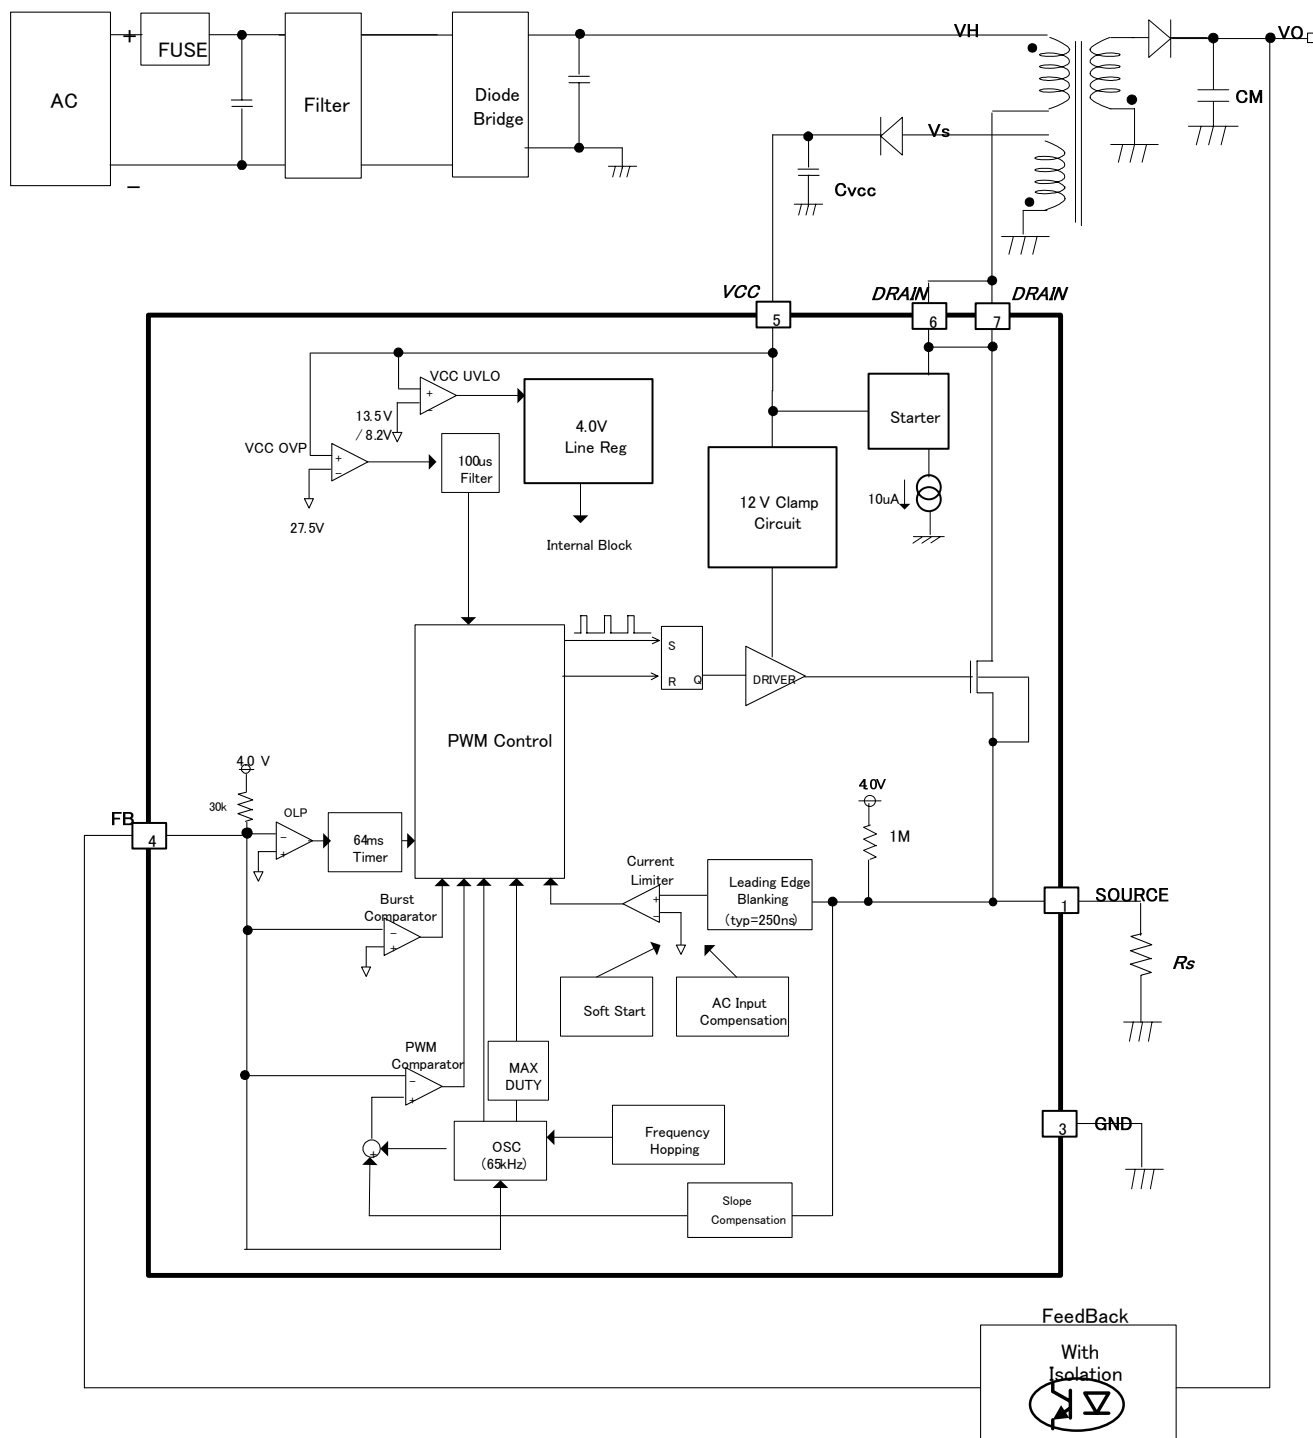 VH
VO
+
FUSE
AC
Filter
Diode
Bridge
CM
Vs
Cvcc
−
VCC
DRAIN
DRAIN
5
6
7
VCC UVLO
+
−
13.5V
/ 8.2V
4.0V
Line Reg
Starter
VCC OVP
+
−
100us
Filter
27.5V
10uA
12 V Clamp
Circuit
Internal Block
S
R
Q
DRIVER
PWM Control
4.0 V
30k
FB
4
OLP
−
+
64ms
Timer
4.0V
1M
Current
Limiter
+
−
Leading Edge
Blanking
(typ=250ns)
1
SOURCE
Rs
Burst
Comparator
−
+
Soft Start
AC Input
Compensation
PWM
Comparator
−
+
MAX
DUTY
3
GND
Frequency
Hopping
OSC
(65kHz)
+
Slope
Compensation
FeedBack
With
Isolation